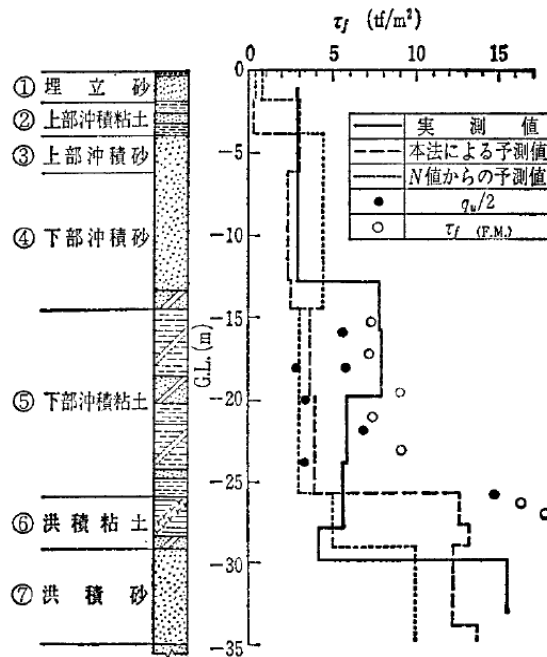 τf (tf/m²)
0 5 10 15
0
−5
−10
−15
−20
−25
−30
−35
G.L. (m)
① 埋立砂
② 上部沖積粘土
③ 上部沖積砂
④ 下部沖積砂
⑤ 下部沖積粘土
⑥ 洪積粘土
⑦ 洪積砂
実測値
本法による予測値
N値からの予測値
qu/2
τf (F.M.)